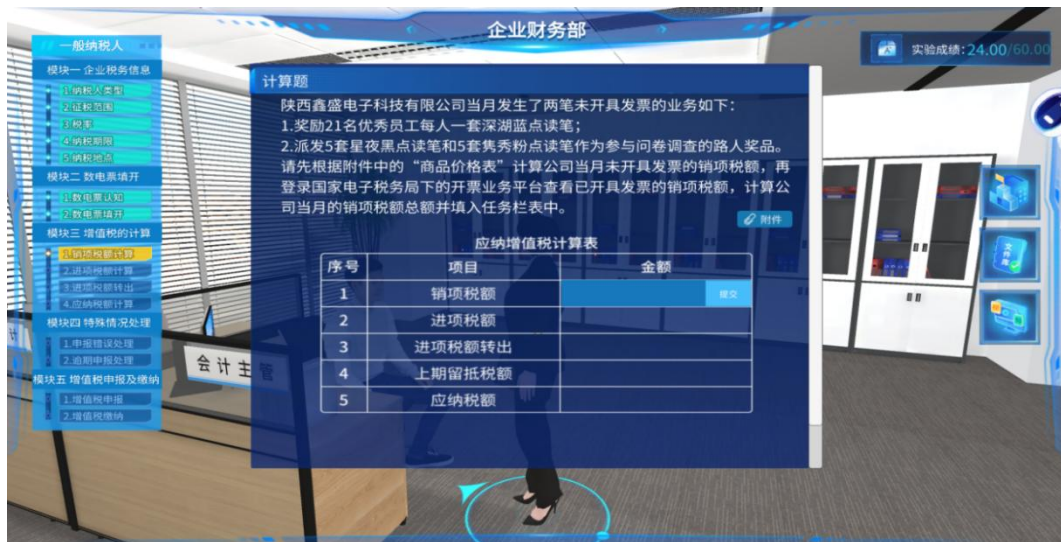 企业财务部
一般纳税人
实验成绩:24.00/60.00
模块一 企业税务信息
1.纳税人类型
2.征税范围
3.税率
4.纳税期限
5.纳税地点
模块二 数电票填开
1.数电票认知
2.数电票填开
模块三 增值税的计算
1.销项税额计算
2.进项税额计算
3.进项税额转出
4.应纳税额计算
模块四 特殊情况处理
1.申报错误处理
2.逾期申报处理
模块五 增值税申报及缴纳
1.增值税申报
2.增值税缴纳
计算题
陕西鑫盛电子科技有限公司当月发生了两笔未开具发票的业务如下：
1.奖励21名优秀员工每人一套深湖蓝点读笔；
2.派发5套星夜黑点读笔和5套隽秀粉点读笔作为参与问卷调查的路人奖品。
请先根据附件中的“商品价格表”计算公司当月未开具发票的销项税额，再
登录国家电子税务局下的开票业务平台查看已开具发票的销项税额，计算公
司当月的销项税额总额并填入任务栏表中。
附件
应纳增值税计算表
序号 项目 金额
1 销项税额 提交
2 进项税额
3 进项税额转出
4 上期留抵税额
5 应纳税额
会计主管